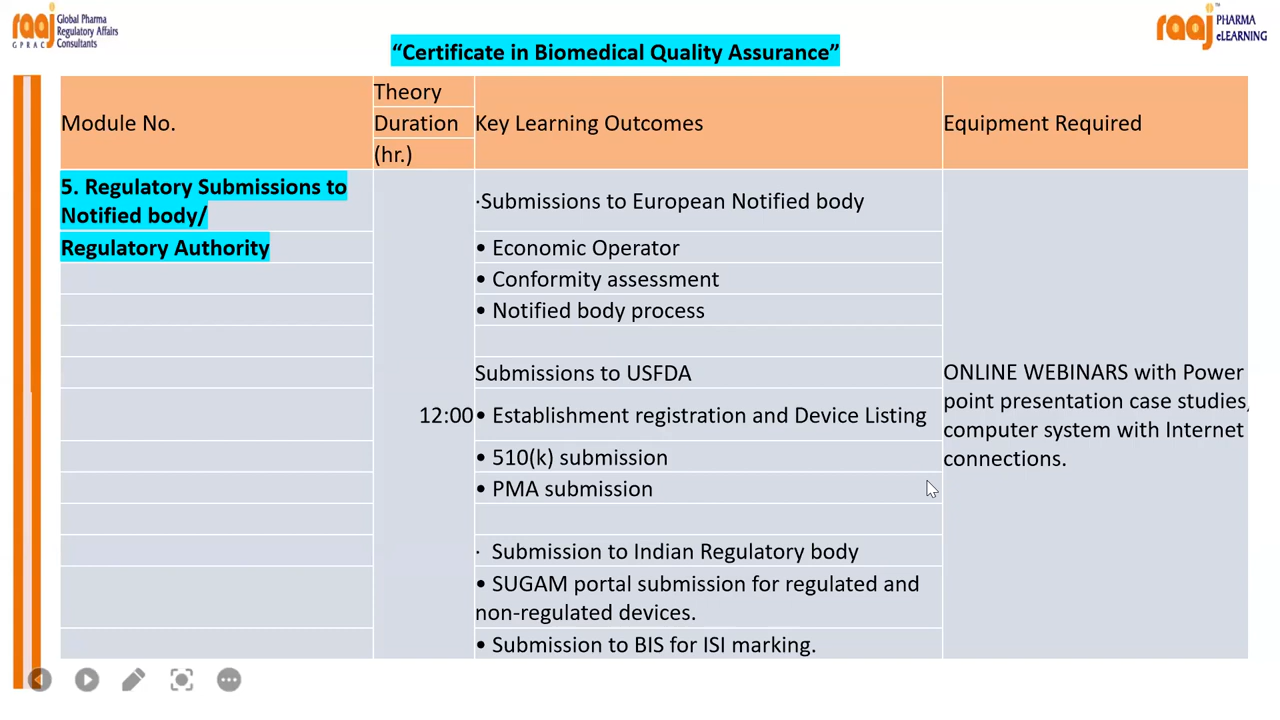 raaj Global Pharma
Regulatory Affairs
GPRAC Consultants
raaj PHARMA
eLEARNING
TM
“Certificate in Biomedical Quality Assurance”
Module No.
Theory
Duration
(hr.)
Key Learning Outcomes
Equipment Required
5. Regulatory Submissions to
Notified body/
Regulatory Authority
12:00
·Submissions to European Notified body
• Economic Operator
• Conformity assessment
• Notified body process
Submissions to USFDA
• Establishment registration and Device Listing
• 510(k) submission
• PMA submission
· Submission to Indian Regulatory body
• SUGAM portal submission for regulated and
non-regulated devices.
• Submission to BIS for ISI marking.
ONLINE WEBINARS with Power
point presentation case studies,
computer system with Internet
connections.